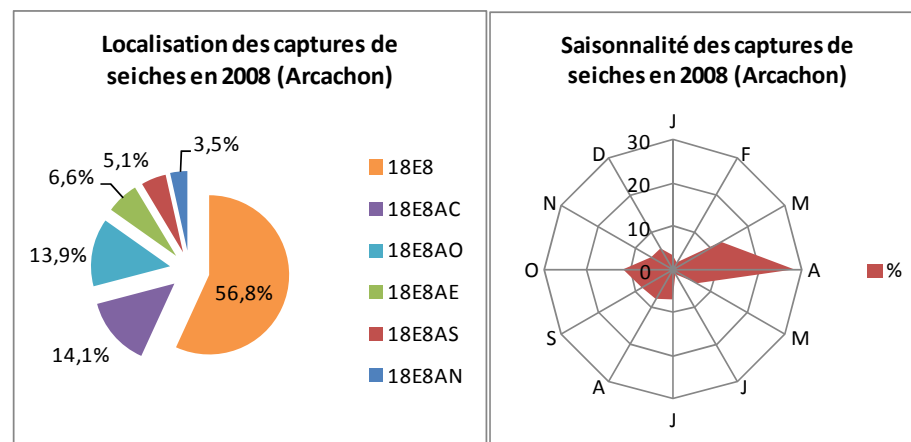 Localisation des captures de
seiches en 2008 (Arcachon)
3,5%
5,1%
6,6%
13,9%
14,1%
56,8%
18E8
18E8AC
18E8AO
18E8AE
18E8AS
18E8AN
Saisonnalité des captures de
seiches en 2008 (Arcachon)
J
F
M
A
M
J
J
A
S
O
N
D
30
20
10
0
%